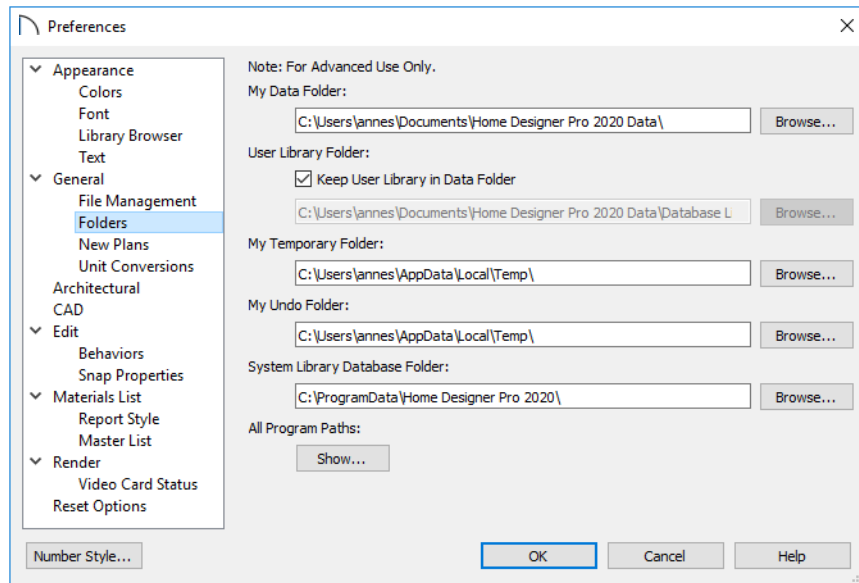 Preferences
Appearance
Colors
Font
Library Browser
Text
General
File Management
Folders
New Plans
Unit Conversions
Architectural
CAD
Edit
Behaviors
Snap Properties
Materials List
Report Style
Master List
Render
Video Card Status
Reset Options
Note: For Advanced Use Only.
My Data Folder:
C:\Users\annes\Documents\Home Designer Pro 2020 Data\ Browse...
User Library Folder:
Keep User Library in Data Folder
C:\Users\annes\Documents\Home Designer Pro 2020 Data\Database Li Browse...
My Temporary Folder:
C:\Users\annes\AppData\Local\Temp\ Browse...
My Undo Folder:
C:\Users\annes\AppData\Local\Temp\ Browse...
System Library Database Folder:
C:\ProgramData\Home Designer Pro 2020\ Browse...
All Program Paths:
Show...
Number Style... OK Cancel Help